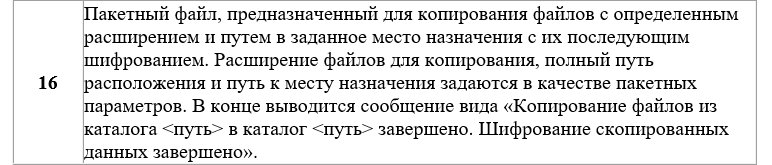 Пакетный файл, предназначенный для копирования файлов с определенным
расширением и путем в заданное место назначения с их последующим
шифрованием. Расширение файлов для копирования, полный путь
16 расположения и путь к месту назначения задаются в качестве пакетных
параметров. В конце выводится сообщение вида «Копирование файлов из
каталога <путь> в каталог <путь> завершено. Шифрование скопированных
данных завершено».